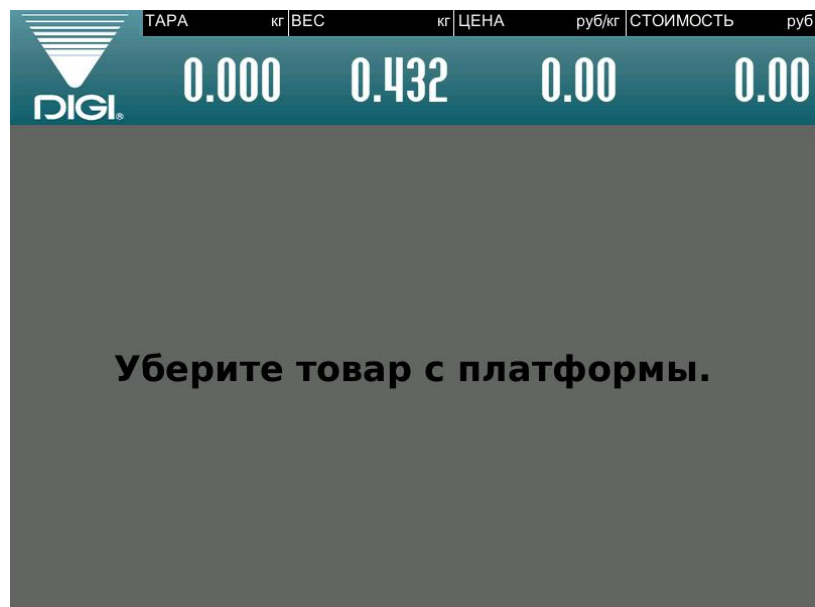 ТАРА кг ВЕС кг ЦЕНА руб/кг СТОИМОСТЬ руб
DIGI® 0.000 0.432 0.00 0.00
Уберите товар с платформы.